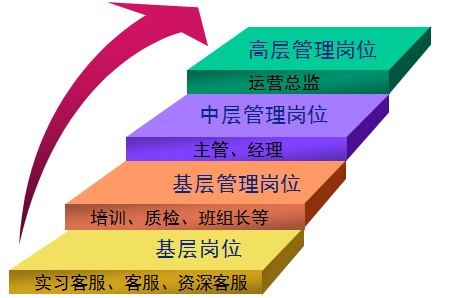 高层管理岗位
运营总监
中层管理岗位
主管、经理
基层管理岗位
培训、质检、班组长等
基层岗位
实习客服、客服、资深客服